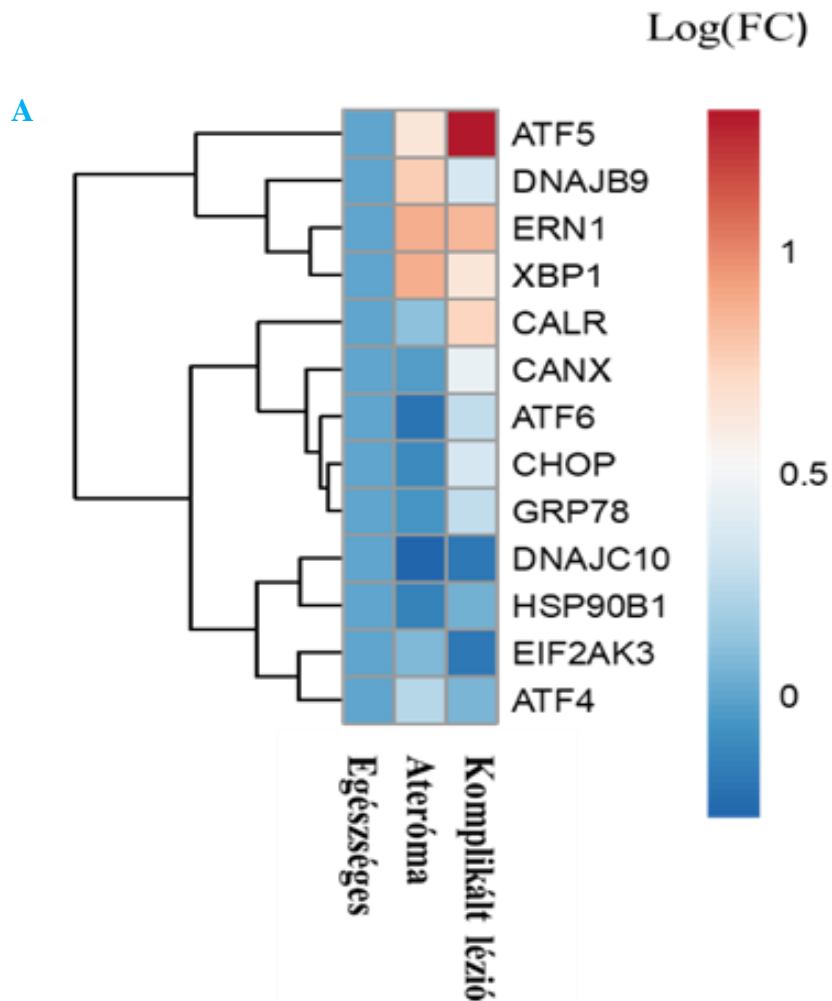 Log(FC)
A
ATF5
DNAJB9
ERN1
XBP1
CALR
CANX
ATF6
CHOP
GRP78
DNAJC10
HSP90B1
EIF2AK3
ATF4
1
0.5
0
Egészséges
Ateróma
Komplikált lézió